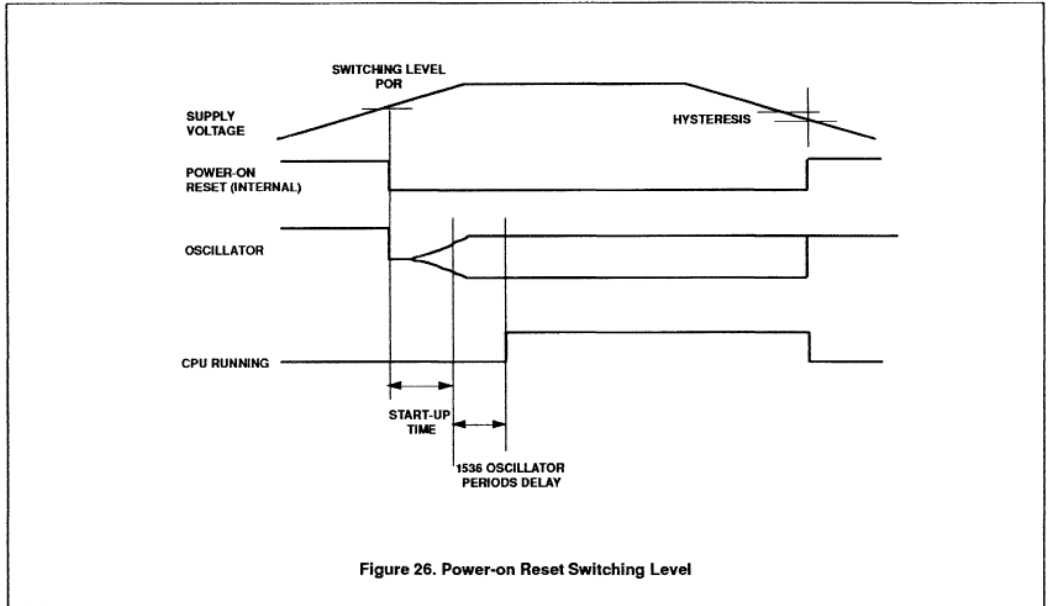 SWITCHING LEVEL
POR
SUPPLY
VOLTAGE
HYSTERESIS
POWER-ON
RESET (INTERNAL)
OSCILLATOR
CPU RUNNING
START-UP
TIME
1536 OSCILLATOR
PERIODS DELAY
Figure 26. Power-on Reset Switching Level